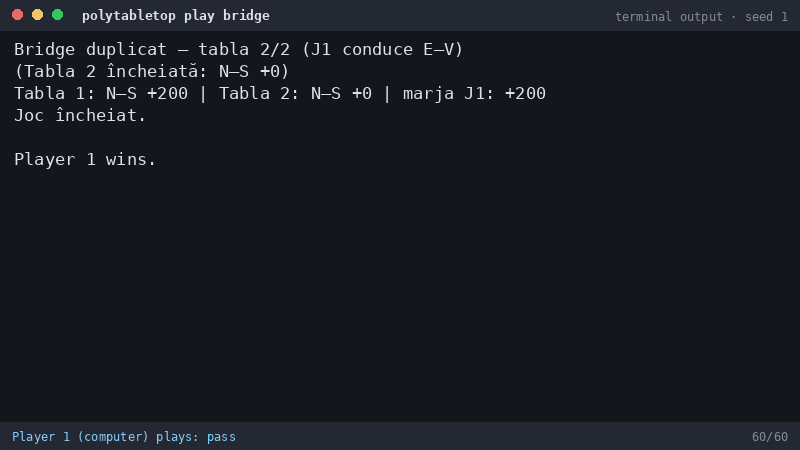 polytabletop play bridge
terminal output · seed 1
Bridge duplicat — tabla 2/2 (J1 conduce E–V)
(Tabla 2 încheiată: N–S +0)
Tabla 1: N–S +200 | Tabla 2: N–S +0 | marja J1: +200
Joc încheiat.
Player 1 wins.
Player 1 (computer) plays: pass
60/60